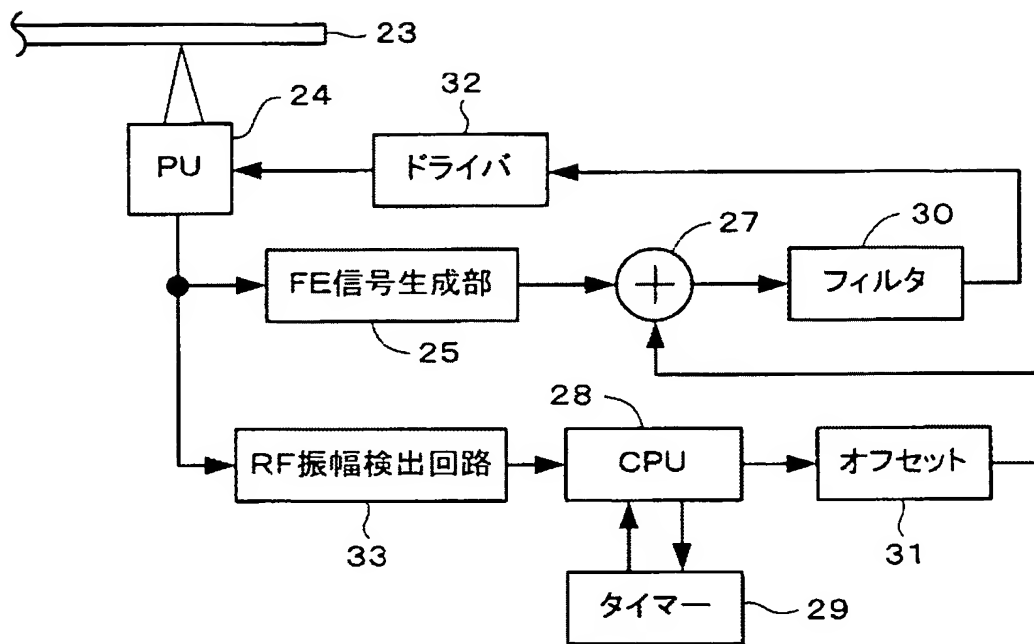 23
24
32
PU
ドライバ
27
30
FE信号生成部
+
フィルタ
25
28
RF振幅検出回路
CPU
オフセット
33
31
タイマー
29